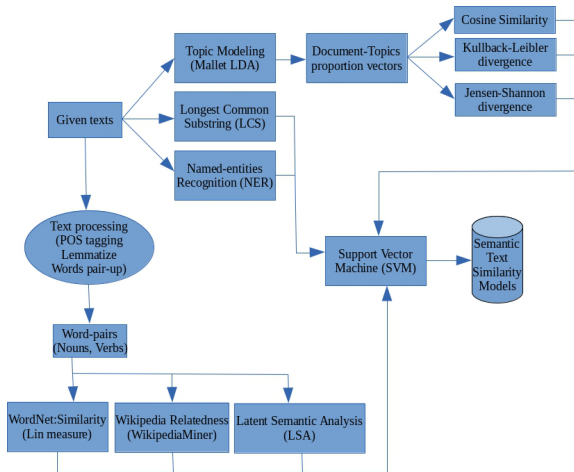 Cosine Similarity
Topic Modeling
(Mallet LDA)
Document-Topics
proportion vectors
Kullback-Leibler
divergence
Jensen-Shannon
divergence
Given texts
Longest Common
Substring (LCS)
Named-entities
Recognition (NER)
Text processing
(POS tagging
Lemmatize
Words pair-up)
Support Vector
Machine (SVM)
Semantic
Text
Similarity
Models
Word-pairs
(Nouns, Verbs)
WordNet:Similarity
(Lin measure)
Wikipedia Relatedness
(WikipediaMiner)
Latent Semantic Analysis
(LSA)